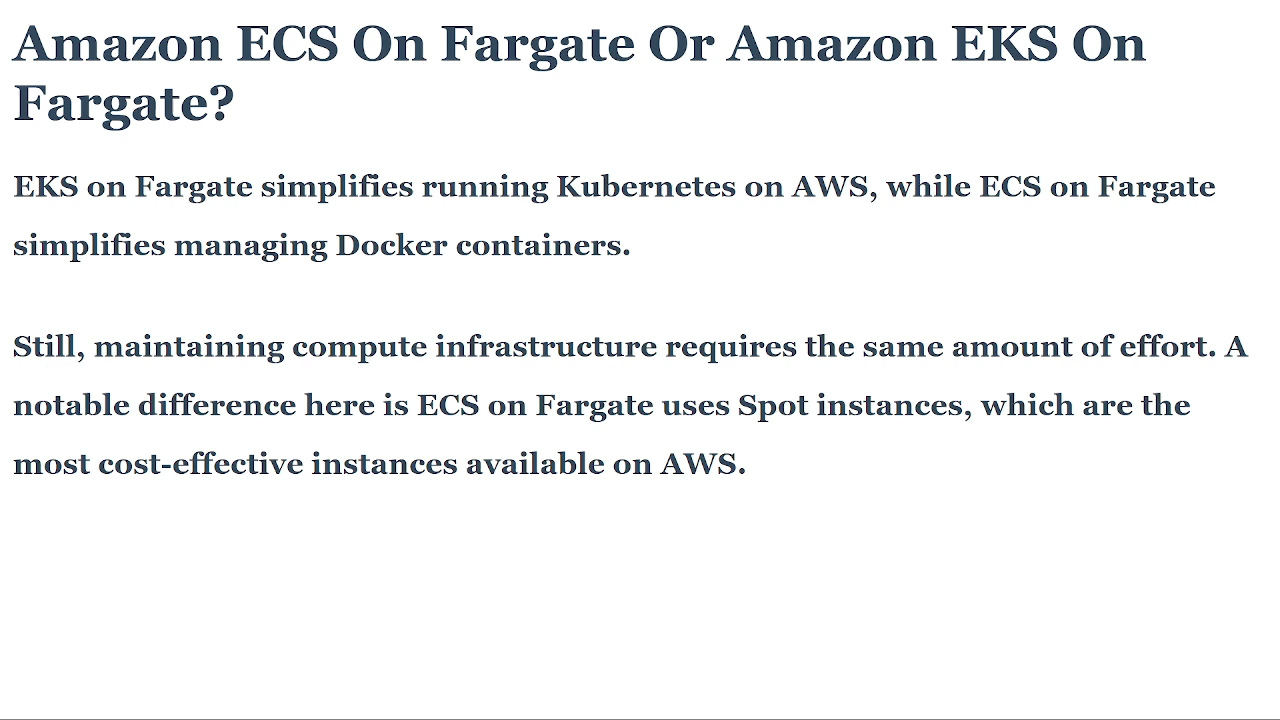 Amazon ECS On Fargate Or Amazon EKS On
Fargate?
EKS on Fargate simplifies running Kubernetes on AWS, while ECS on Fargate
simplifies managing Docker containers.
Still, maintaining compute infrastructure requires the same amount of effort. A
notable difference here is ECS on Fargate uses Spot instances, which are the
most cost-effective instances available on AWS.